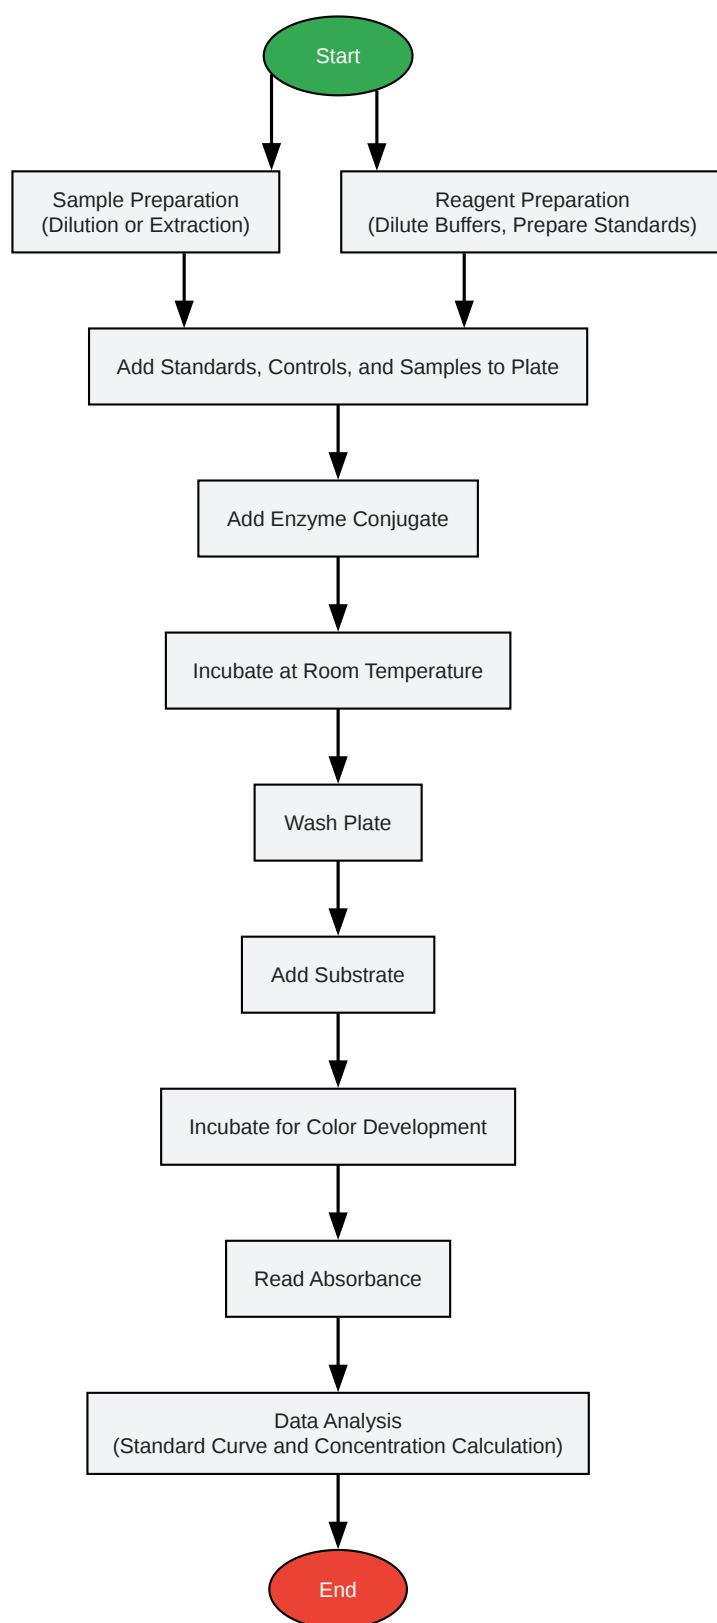 Start
Sample Preparation
(Dilution or Extraction)
Reagent Preparation
(Dilute Buffers, Prepare Standards)
Add Standards, Controls, and Samples to Plate
Add Enzyme Conjugate
Incubate at Room Temperature
Wash Plate
Add Substrate
Incubate for Color Development
Read Absorbance
Data Analysis
(Standard Curve and Concentration Calculation)
End